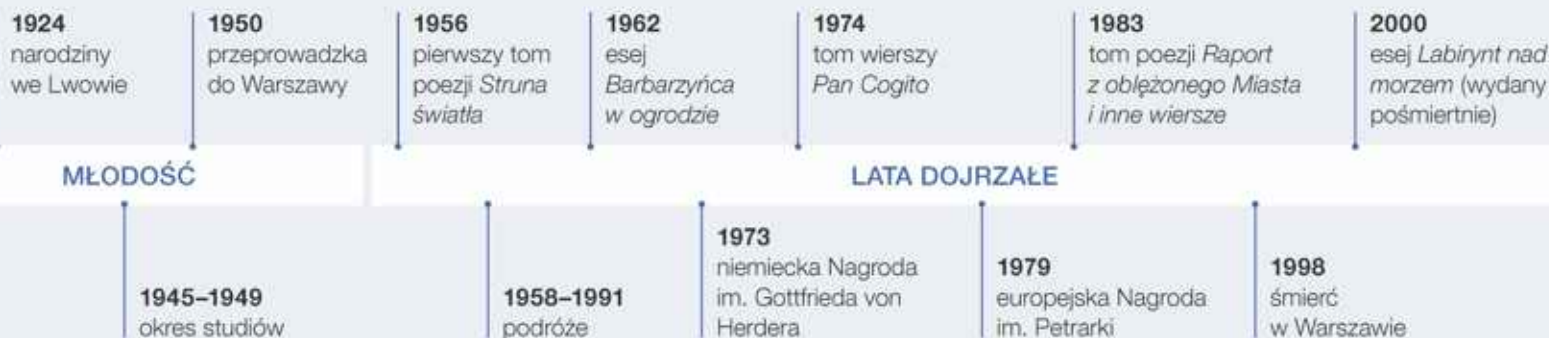 1924
narodziny
we Lwowie
1950
przeprowadzka
do Warszawy
1956
pierwszy tom
poezji Struna
światła
1962
esej
Barbarzyńca
w ogrodzie
1974
tom wierszy
Pan Cogito
1983
tom poezji Raport
z oblężonego Miasta
i inne wiersze
2000
esej Labirynt nad
morzem (wydany
pośmiertnie)
MŁODOŚĆ
LATA DOJRZAŁE
1945–1949
okres studiów
1958–1991
podróże
1973
niemiecka Nagroda
im. Gottfrieda von
Herdera
1979
europejska Nagroda
im. Petrarki
1998
śmierć
w Warszawie